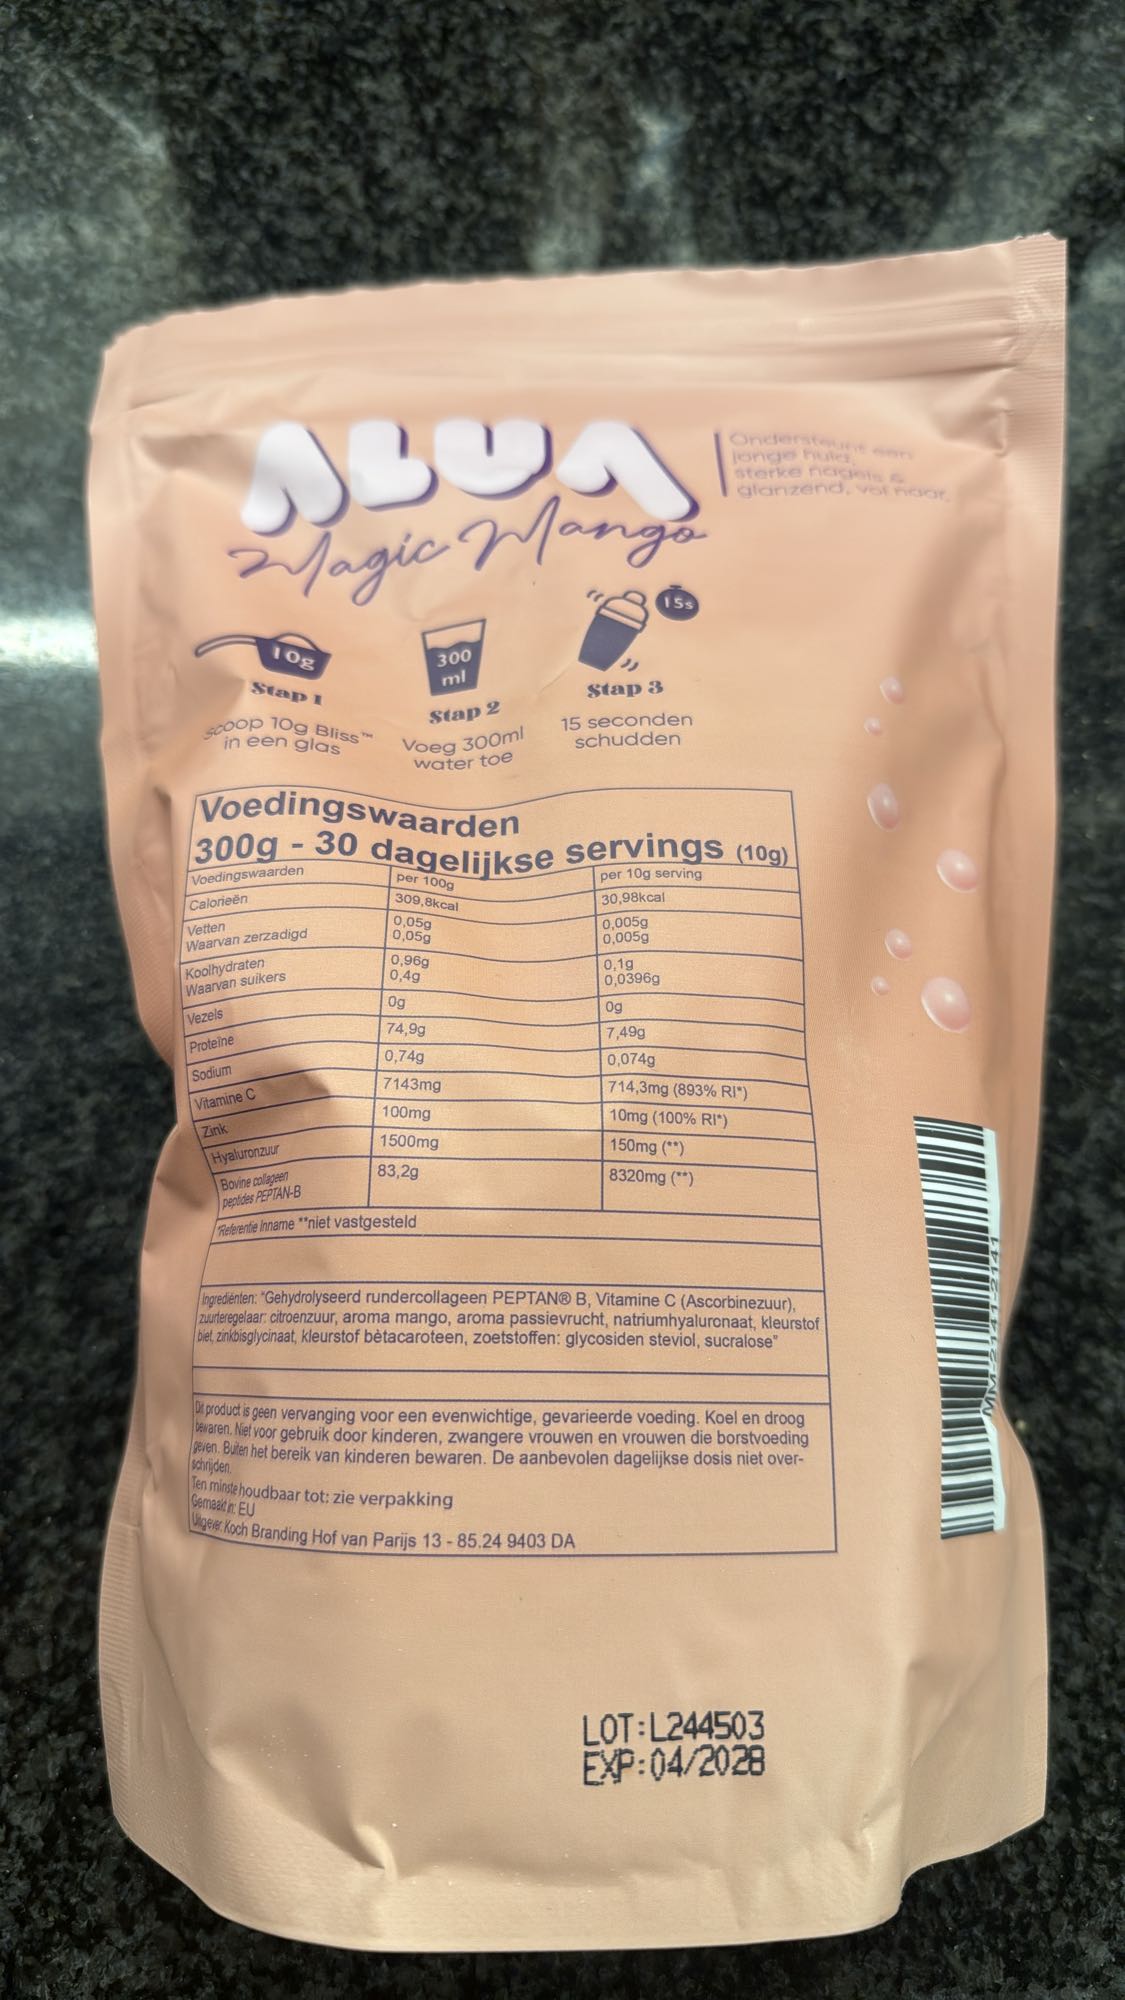 ALUA
Magic Mango
Ondersteunt een
jonge huid,
sterke nagels &
glanzend, vol haar.
10g
Stap 1
scoop 10g Bliss™
in een glas
300
ml
Stap 2
Voeg 300ml
water toe
15s
Stap 3
15 seconden
schudden
Voedingswaarden
300g - 30 dagelijkse servings (10g)
Voedingswaarden per 100g per 10g serving
Calorieën 309,8kcal 30,98kcal
Vetten 0,05g 0,005g
Waarvan zerzadigd 0,05g 0,005g
Koolhydraten 0,96g 0,1g
Waarvan suikers 0,4g 0,0396g
Vezels 0g 0g
Proteïne 74,9g 7,49g
Sodium 0,74g 0,074g
Vitamine C 7143mg 714,3mg (893% RI*)
Zink 100mg 10mg (100% RI*)
Hyaluronzuur 1500mg 150mg (**)
Bovine collageen
peptides PEPTAN-B 83,2g 8320mg (**)
*Referentie Inname **niet vastgesteld
Ingrediënten: "Gehydrolyseerd rundercollageen PEPTAN® B, Vitamine C (Ascorbinezuur),
zuurteregelaar: citroenzuur, aroma mango, aroma passievrucht, natriumhyaluronaat, kleurstof
biet, zinkbisglycinaat, kleurstof bètacaroteen, zoetstoffen: glycosiden steviol, sucralose"
Dit product is geen vervanging voor een evenwichtige, gevarieerde voeding. Koel en droog
bewaren. Niet voor gebruik door kinderen, zwangere vrouwen en vrouwen die borstvoeding
geven. Buiten het bereik van kinderen bewaren. De aanbevolen dagelijkse dosis niet over-
schrijden.
Ten minste houdbaar tot: zie verpakking
Gemaakt in: EU
Uitgever: Koch Branding Hof van Parijs 13 - 85.24 9403 DA
MM-2141-2141
LOT:L244503
EXP:04/2028